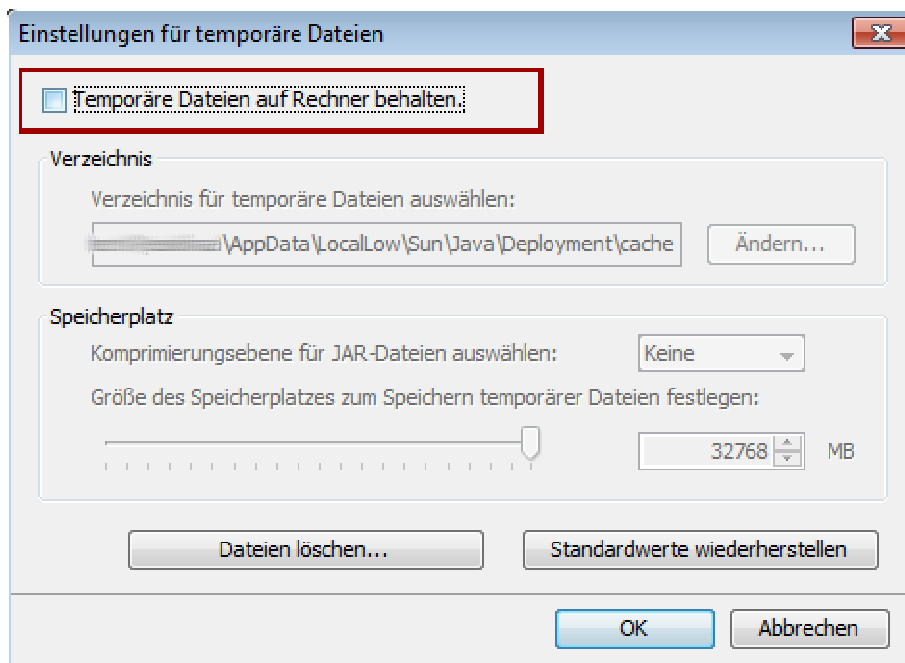 Einstellungen für temporäre Dateien
Temporäre Dateien auf Rechner behalten.
Verzeichnis
Verzeichnis für temporäre Dateien auswählen:
\AppData\LocalLow\Sun\Java\Deployment\cache
Ändern...
Speicherplatz
Komprimierungsebene für JAR-Dateien auswählen:
Keine
Größe des Speicherplatzes zum Speichern temporärer Dateien festlegen:
32768 MB
Dateien löschen...
Standardwerte wiederherstellen
OK
Abbrechen